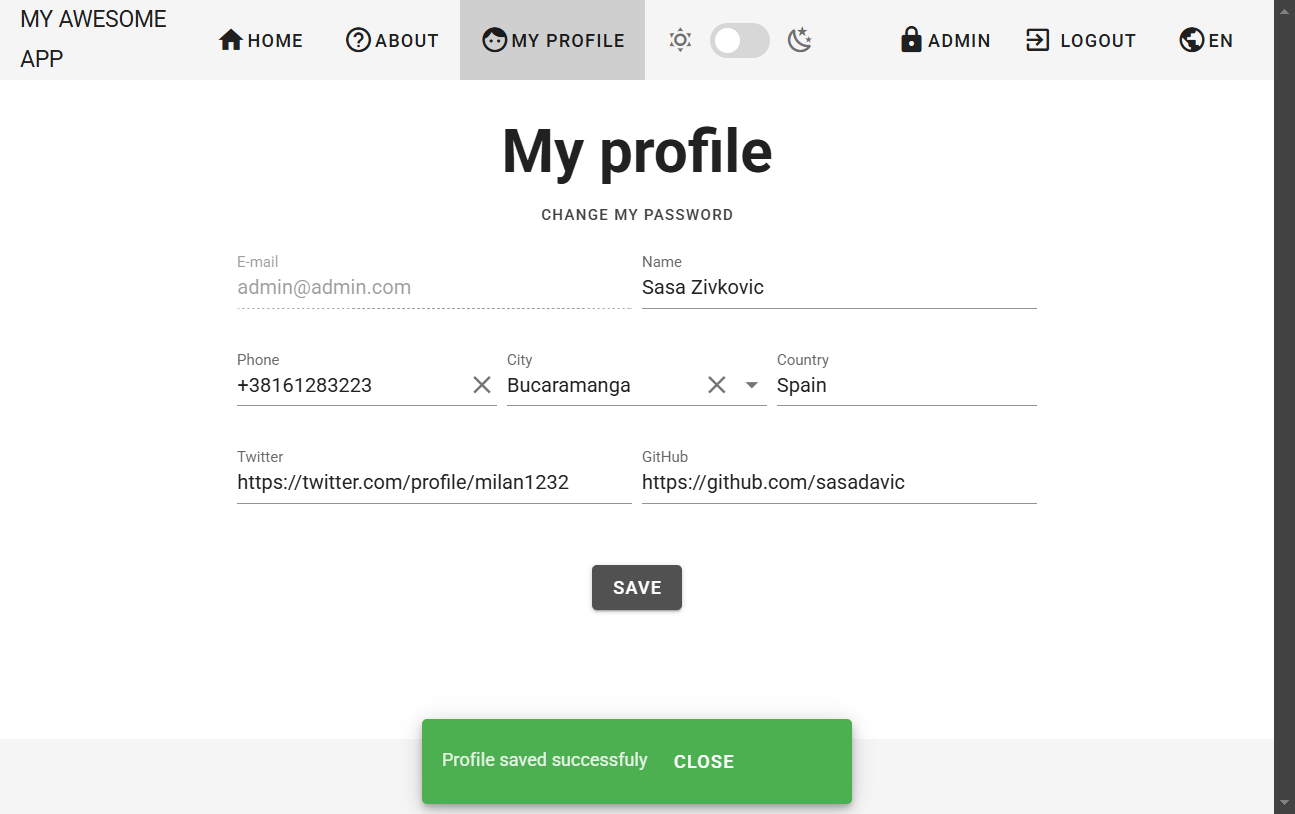 MY AWESOME
APP
HOME
ABOUT
MY PROFILE
ADMIN
LOGOUT
EN
My profile
CHANGE MY PASSWORD
E-mail
admin@admin.com
Name
Sasa Zivkovic
Phone
+38161283223
City
Bucaramanga
Country
Spain
Twitter
https://twitter.com/profile/milan1232
GitHub
https://github.com/sasadavic
SAVE
Profile saved successfuly
CLOSE